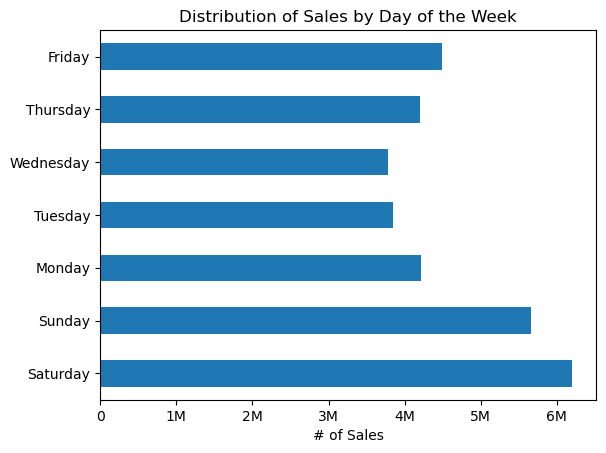 Distribution of Sales by Day of the Week
Friday
Thursday
Wednesday
Tuesday
Monday
Sunday
Saturday
0 1M 2M 3M 4M 5M 6M
# of Sales